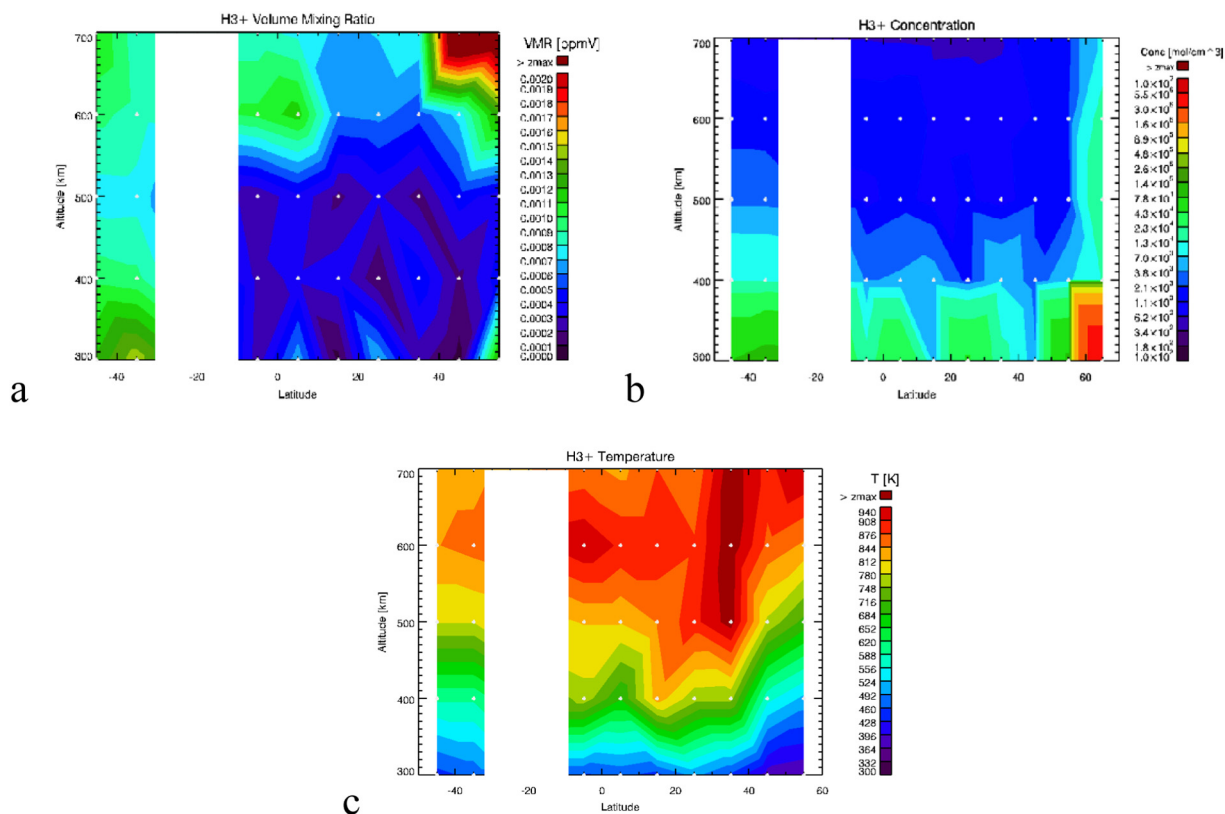 H3+ Volume Mixing Ratio
VMR [ppmV]
> zmax
0.0020
0.0019
0.0018
0.0017
0.0016
0.0015
0.0014
0.0013
0.0012
0.0011
0.0010
0.0009
0.0008
0.0007
0.0006
0.0005
0.0004
0.0003
0.0002
0.0001
0.0000
Altitude [km]
700
600
500
400
300
-40 -20 0 20 40
Latitude
a
H3+ Concentration
Conc [mol/cm^3]
> zmax
Altitude [km]
700
600
500
400
300
-40 -20 0 20 40 60
Latitude
b
H3+ Temperature
T [K]
> zmax
940
908
876
844
812
780
748
716
684
652
620
588
556
524
460
428
396
364
332
300
Altitude [km]
700
600
500
400
300
-40 -20 0 20 40 60
Latitude
c